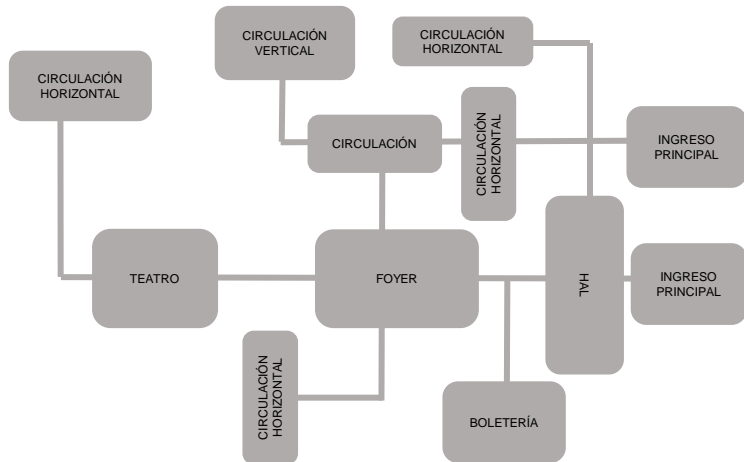 CIRCULACIÓN
VERTICAL
CIRCULACIÓN
HORIZONTAL
CIRCULACIÓN
HORIZONTAL
CIRCULACIÓN
CIRCULACIÓN
HORIZONTAL
INGRESO
PRINCIPAL
TEATRO
FOYER
HAL
INGRESO
PRINCIPAL
CIRCULACIÓN
HORIZONTAL
BOLETERÍA